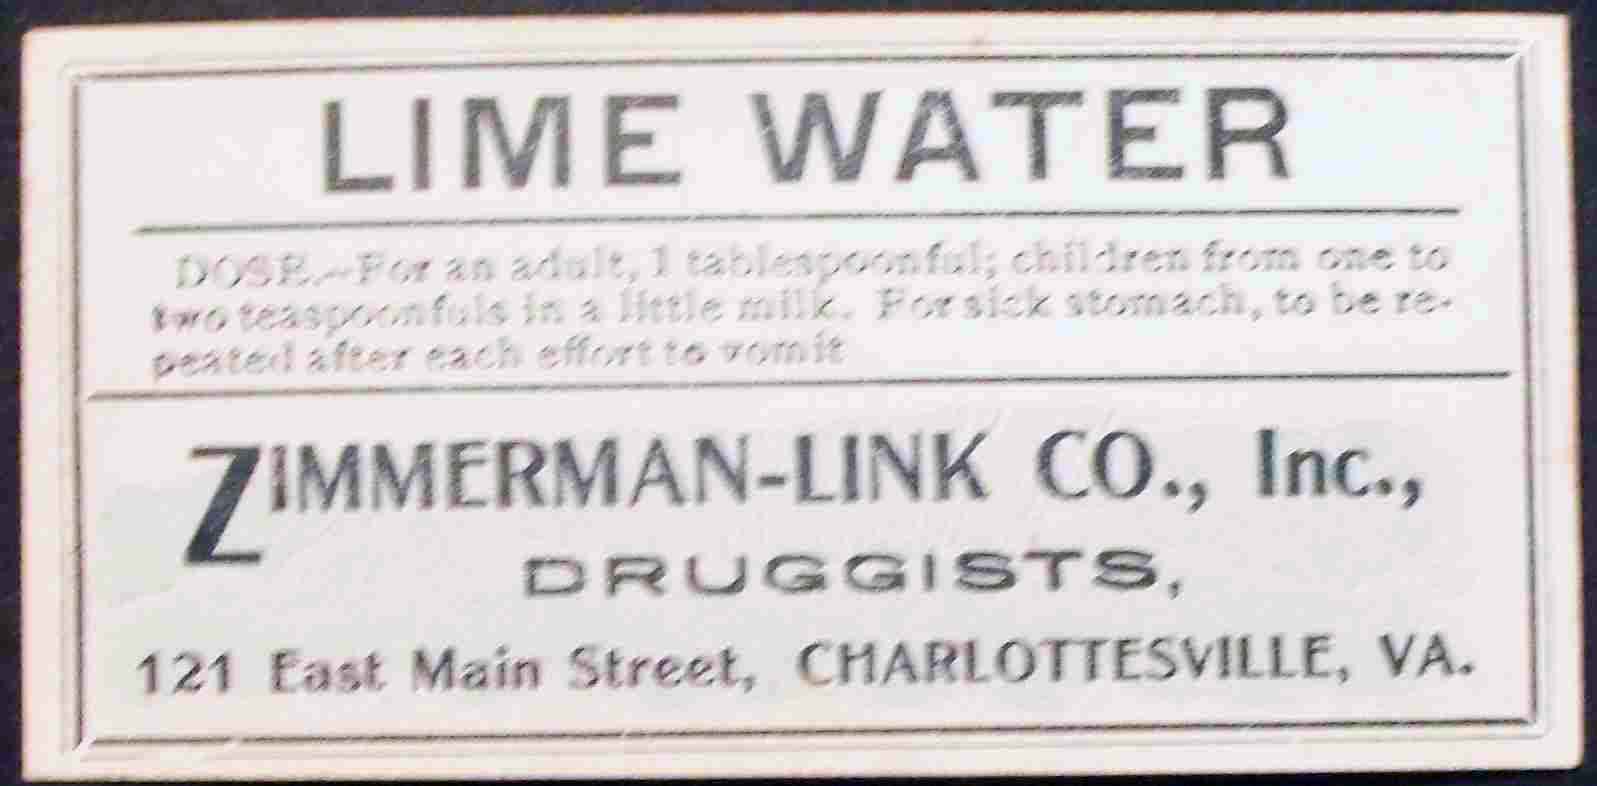 LIME WATER
DOSE.—For an adult, 1 tablespoonful; children from one to
two teaspoonfuls in a little milk. For sick stomach, to be re-
peated after each effort to vomit
ZIMMERMAN-LINK CO., Inc.,
DRUGGISTS,
121 East Main Street, CHARLOTTESVILLE, VA.